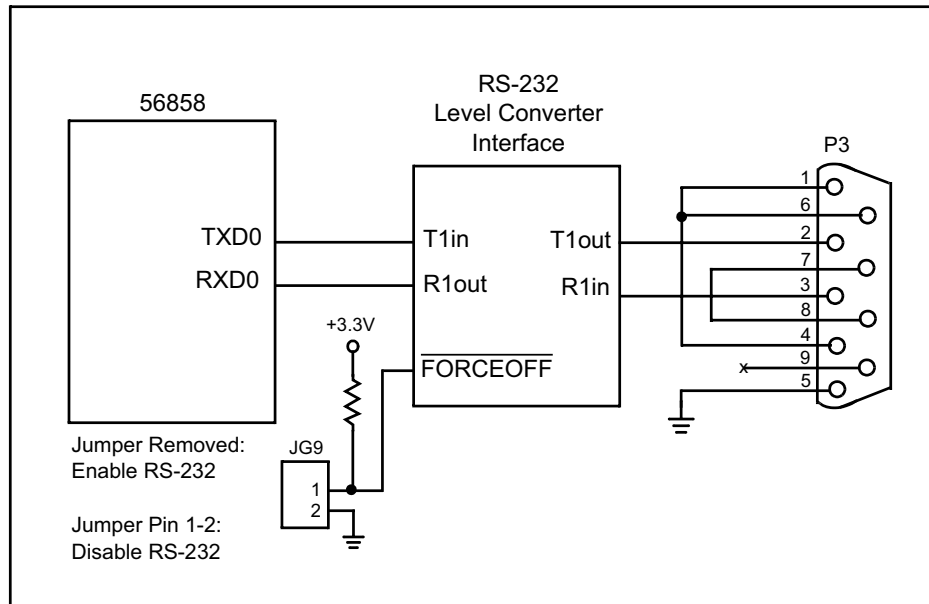 56858
TXD0
RXD0
RS-232
Level Converter
Interface
T1in
T1out
R1out
R1in
FORCEOFF
+3.3V
JG9
1
2
Jumper Removed:
Enable RS-232
Jumper Pin 1-2:
Disable RS-232
P3
1
6
2
7
3
8
4
9
x
5